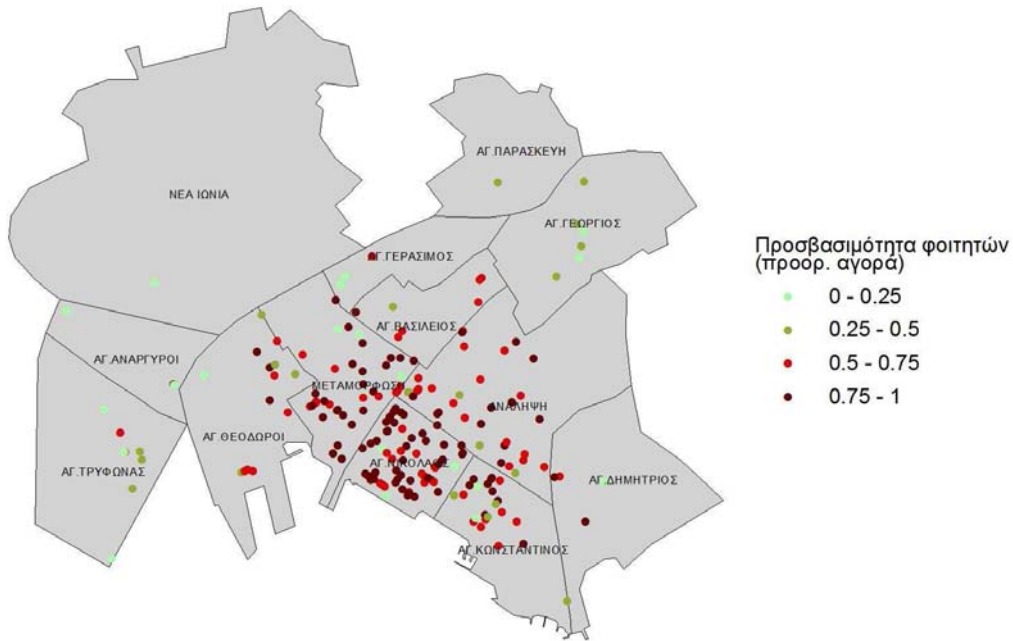 ΑΓ.ΠΑΡΑΣΚΕΥΗ
ΝΕΑ ΙΩΝΙΑ
ΑΓ.ΓΕΩΡΓΙΟΣ
ΑΓ.ΓΕΡΑΣΙΜΟΣ
ΑΓ.ΒΑΣΙΛΕΙΟΣ
ΑΓ.ΑΝΑΡΓΥΡΟΙ
ΜΕΤΑΜΟΡΦΩΣΗ
ΑΝΑΛΗΨΗ
ΑΓ.ΘΕΟΔΩΡΟΙ
ΑΓ.ΝΙΚΟΛΑΟΣ
ΑΓ.ΤΡΥΦΩΝΑΣ
ΑΓ.ΔΗΜΗΤΡΙΟΣ
ΑΓ.ΚΩΝΣΤΑΝΤΙΝΟΣ
Προσβασιμότητα φοιτητών
(προορ. αγορά)
0 - 0.25
0.25 - 0.5
0.5 - 0.75
0.75 - 1